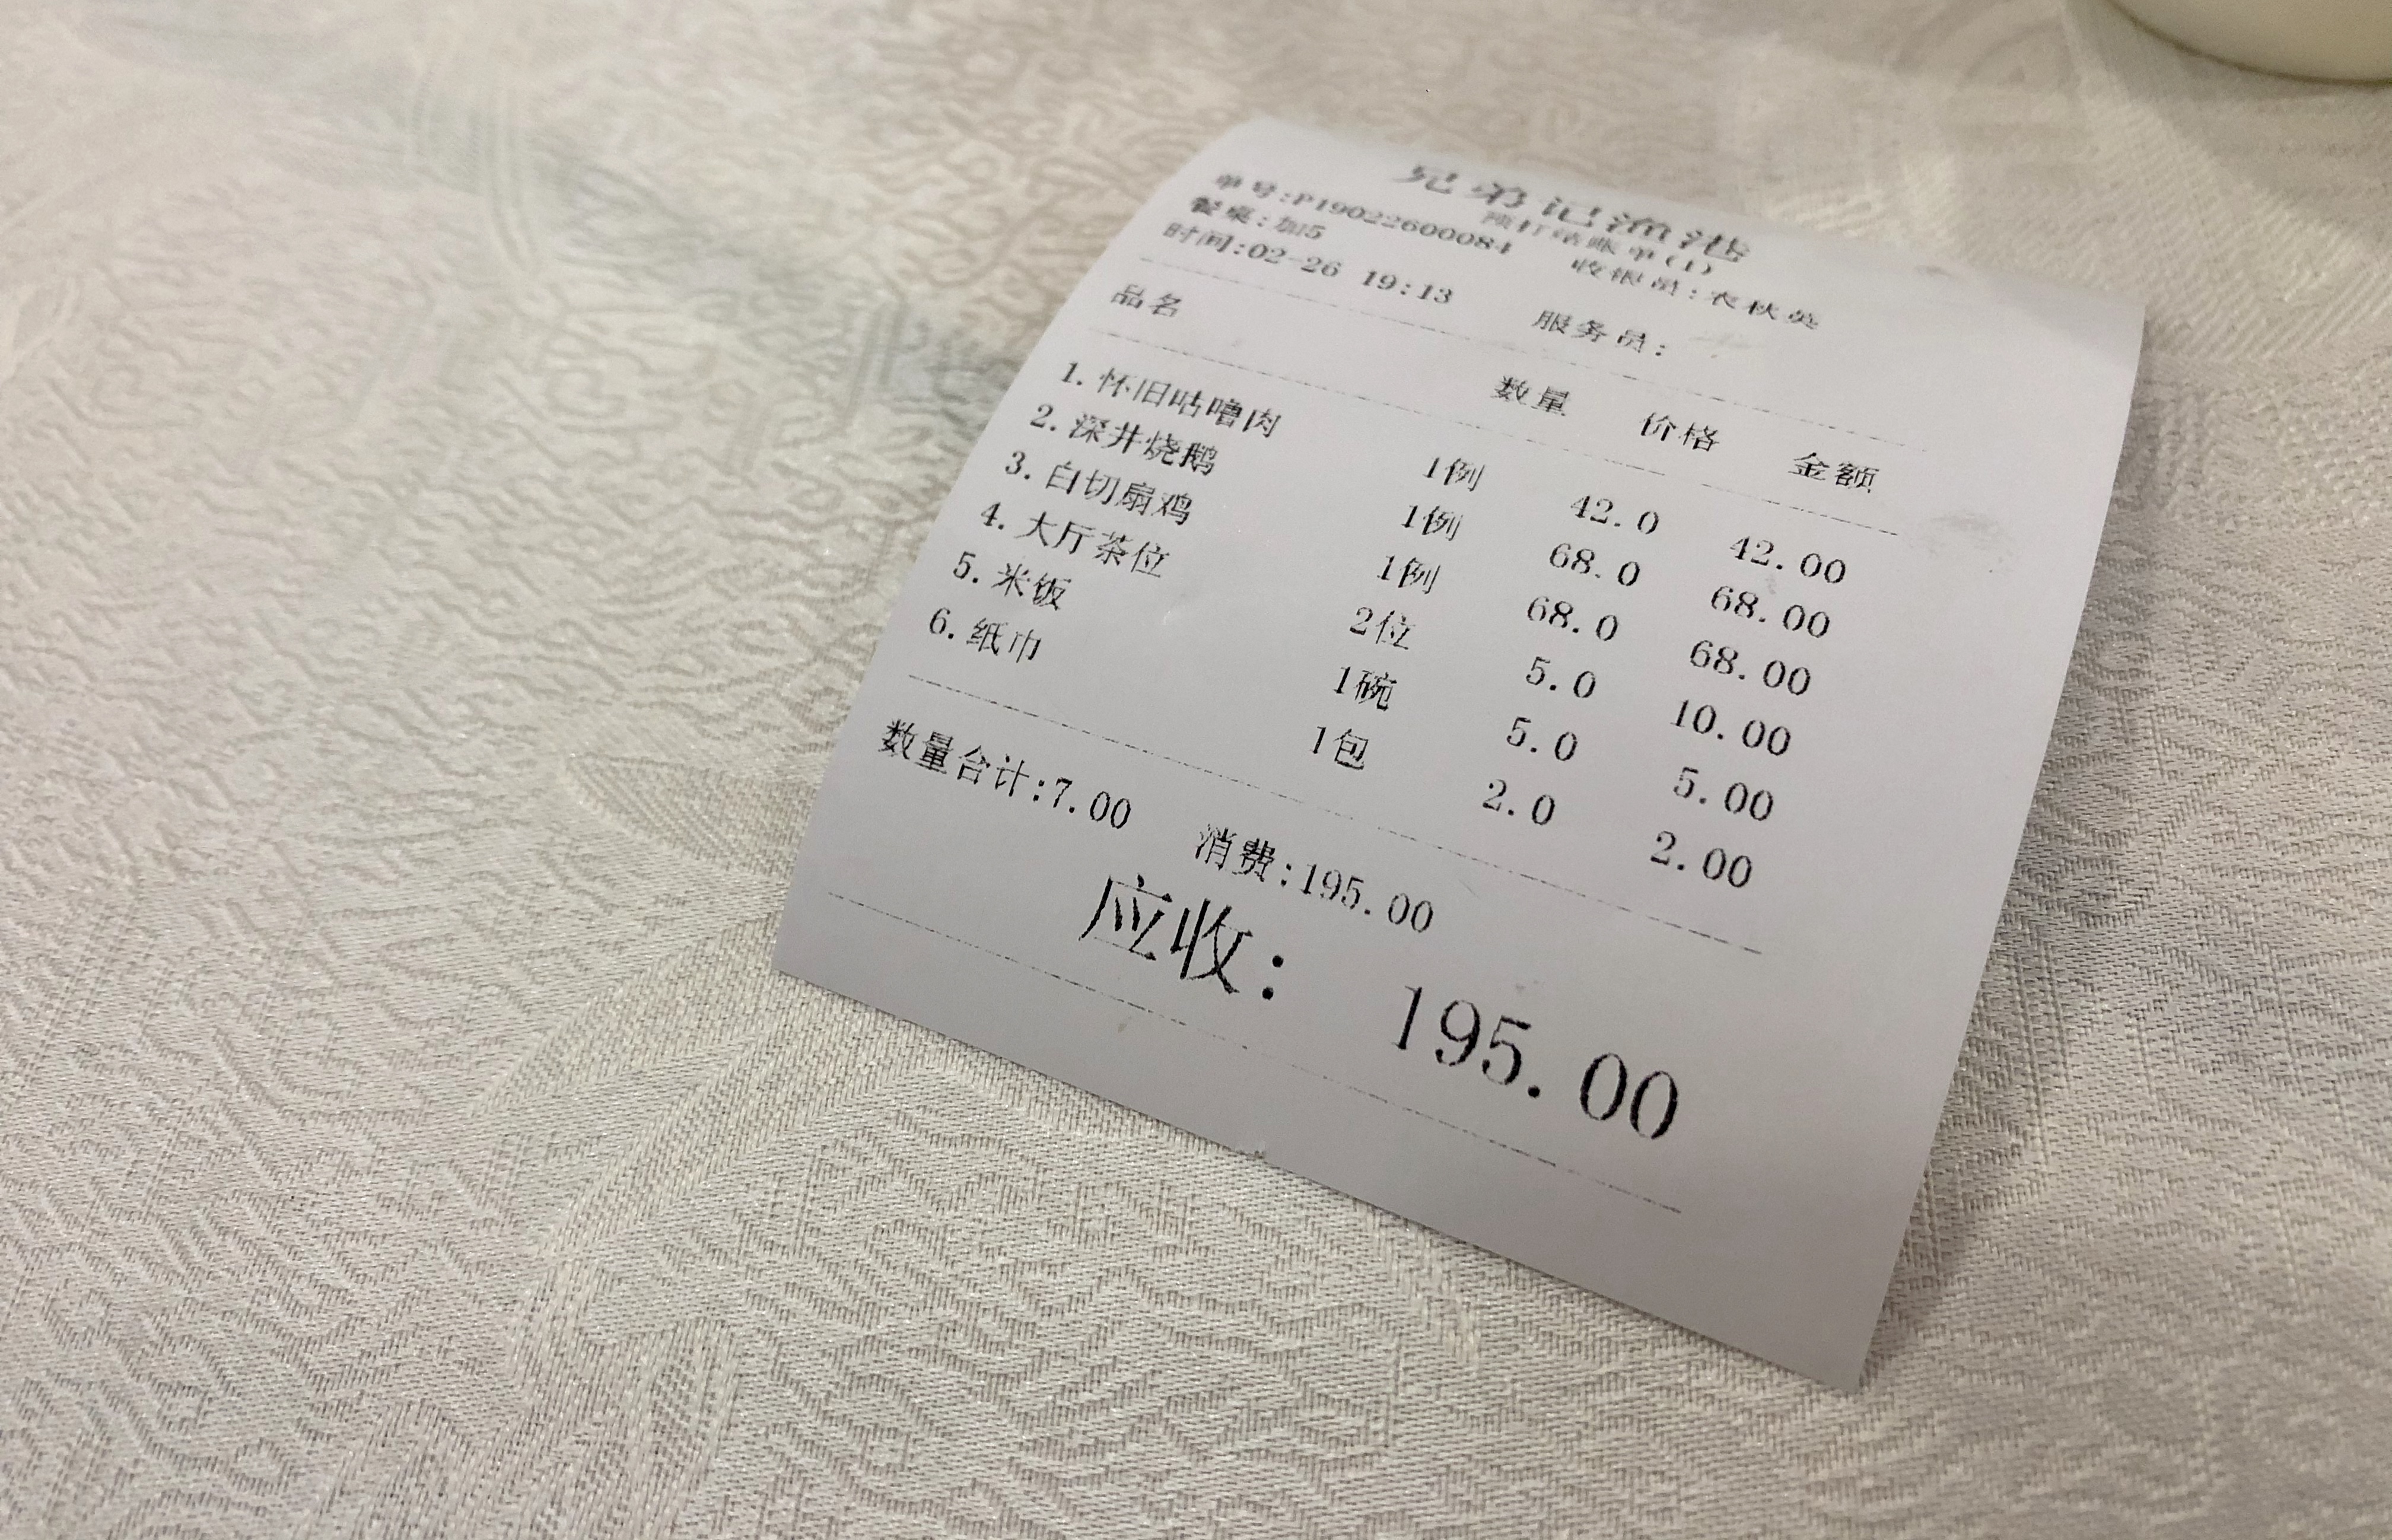 兄弟记渔港
预打结账单(1)
单号:P190226000084 收银员:农秋英
餐桌:加5
时间:02-26 19:13 服务员:
品名 数量 价格 金额
1.怀旧咕噜肉 1例 42.0 42.00
2.深井烧鹅 1例 68.0 68.00
3.白切扇鸡 1例 68.0 68.00
4.大厅茶位 2位 5.0 10.00
5.米饭 1碗 5.0 5.00
6.纸巾 1包 2.0 2.00
数量合计:7.00 消费:195.00
应收: 195.00